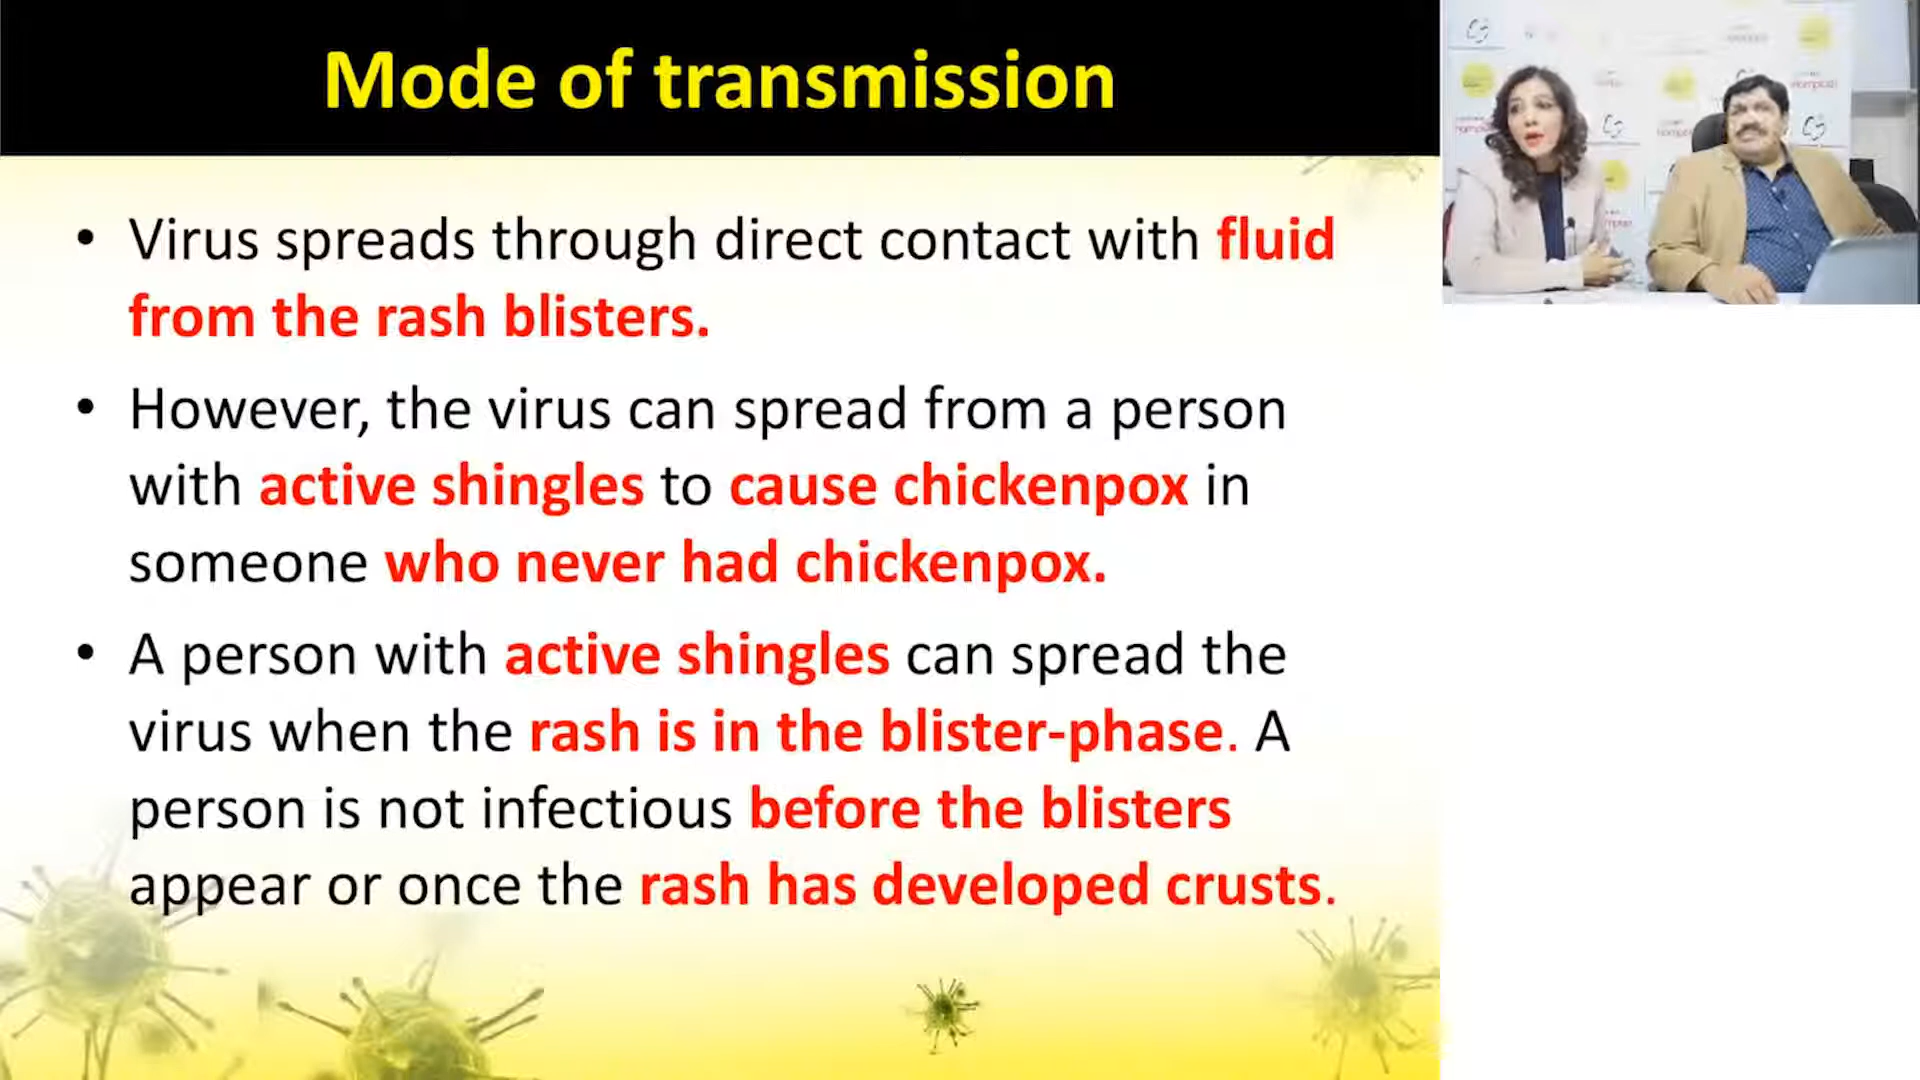 Mode of transmission
• Virus spreads through direct contact with fluid
from the rash blisters.
• However, the virus can spread from a person
with active shingles to cause chickenpox in
someone who never had chickenpox.
• A person with active shingles can spread the
virus when the rash is in the blister-phase. A
person is not infectious before the blisters
appear or once the rash has developed crusts.